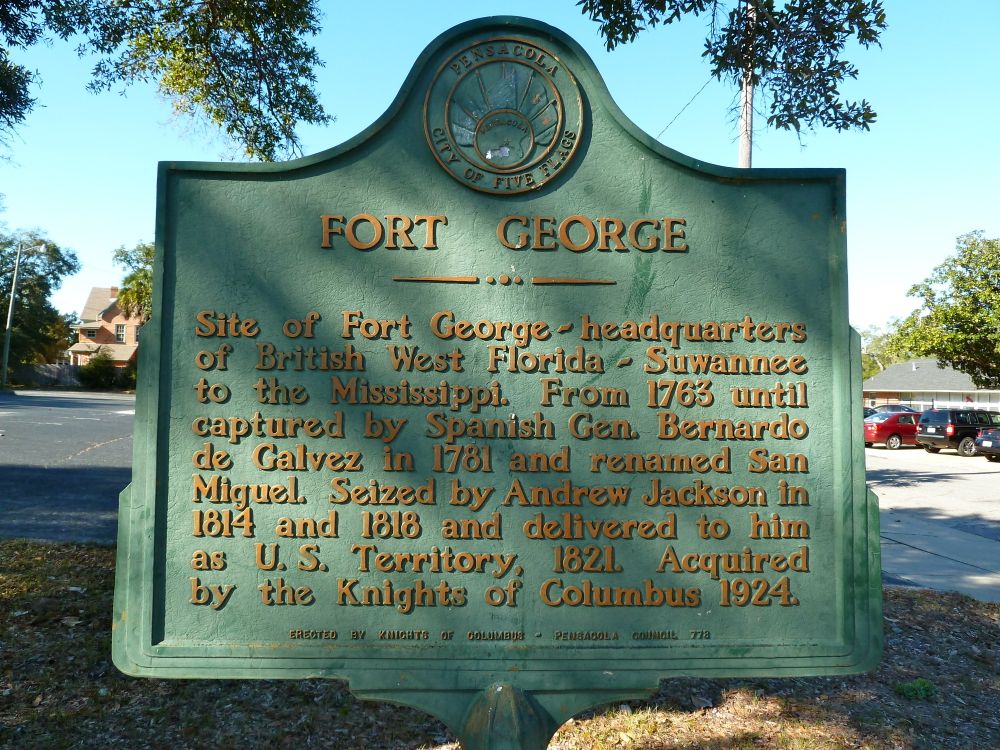 PENSACOLA
PENSACOLA
CITY OF FIVE FLAGS
FORT GEORGE
Site of Fort George - headquarters
of British West Florida - Suwannee
to the Mississippi. From 1763 until
captured by Spanish Gen. Bernardo
de Galvez in 1781 and renamed San
Miguel. Seized by Andrew Jackson in
1814 and 1818 and delivered to him
as U.S. Territory, 1821. Acquired
by the Knights of Columbus 1924.
ERECTED BY KNIGHTS OF COLUMBUS - PENSACOLA COUNCIL 778